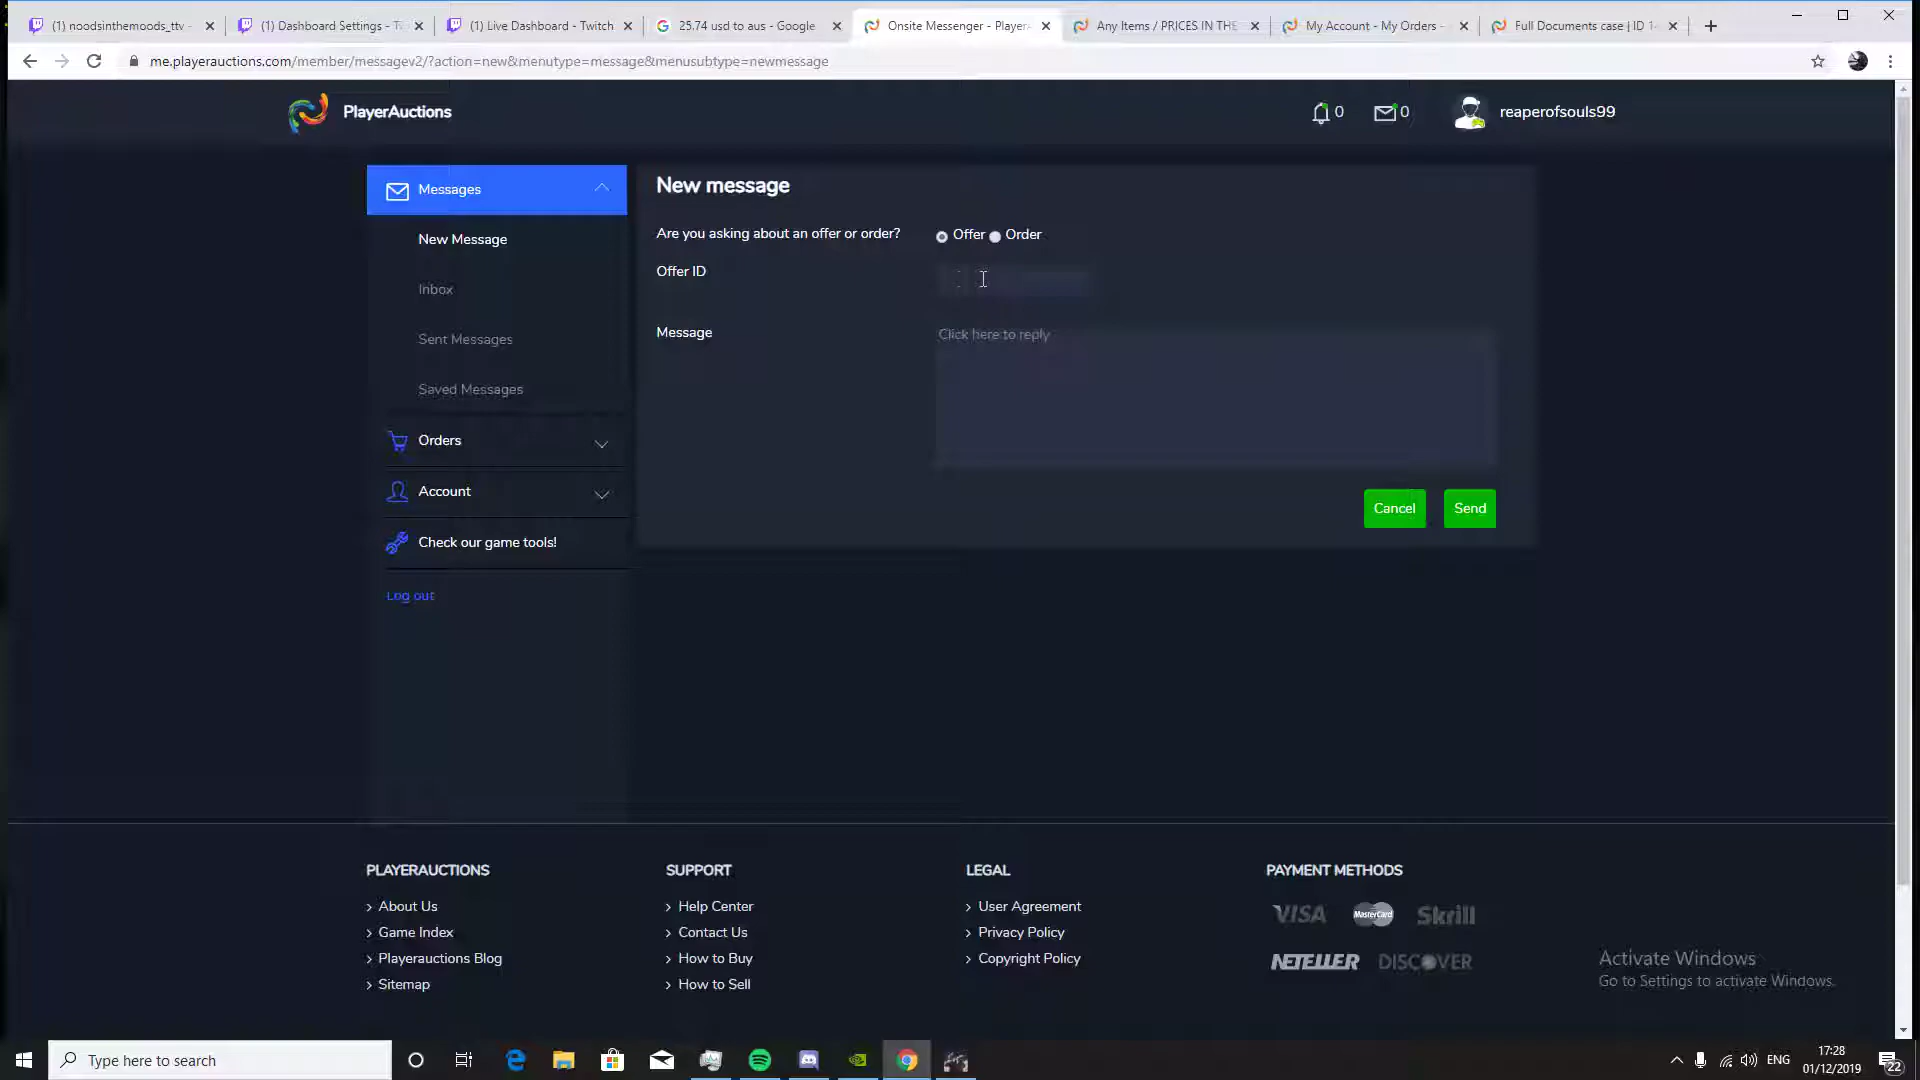 (1) noodsinthemoods_ttv -
(1) Dashboard Settings - T
(1) Live Dashboard - Twitch
25.74 usd to aus - Google
Onsite Messenger - Player
Any Items / PRICES IN THE
My Account - My Orders -
Full Documents case | ID 1
me.playerauctions.com/member/messagev2/?action=new&menutype=message&menusubtype=newmessage
PlayerAuctions
0
0
reaperofsouls99
Messages
New Message
Inbox
Sent Messages
Saved Messages
Orders
Account
Check our game tools!
Log out
New message
Are you asking about an offer or order?
Offer
Order
Offer ID
Message
Click here to reply
Cancel
Send
PLAYERAUCTIONS
About Us
Game Index
Playerauctions Blog
Sitemap
SUPPORT
Help Center
Contact Us
How to Buy
How to Sell
LEGAL
User Agreement
Privacy Policy
Copyright Policy
PAYMENT METHODS
VISA
MasterCard
Skrill
NETELLER
DISCOVER
Activate Windows
Go to Settings to activate Windows.
Type here to search
ENG
17:28
01/12/2019
22